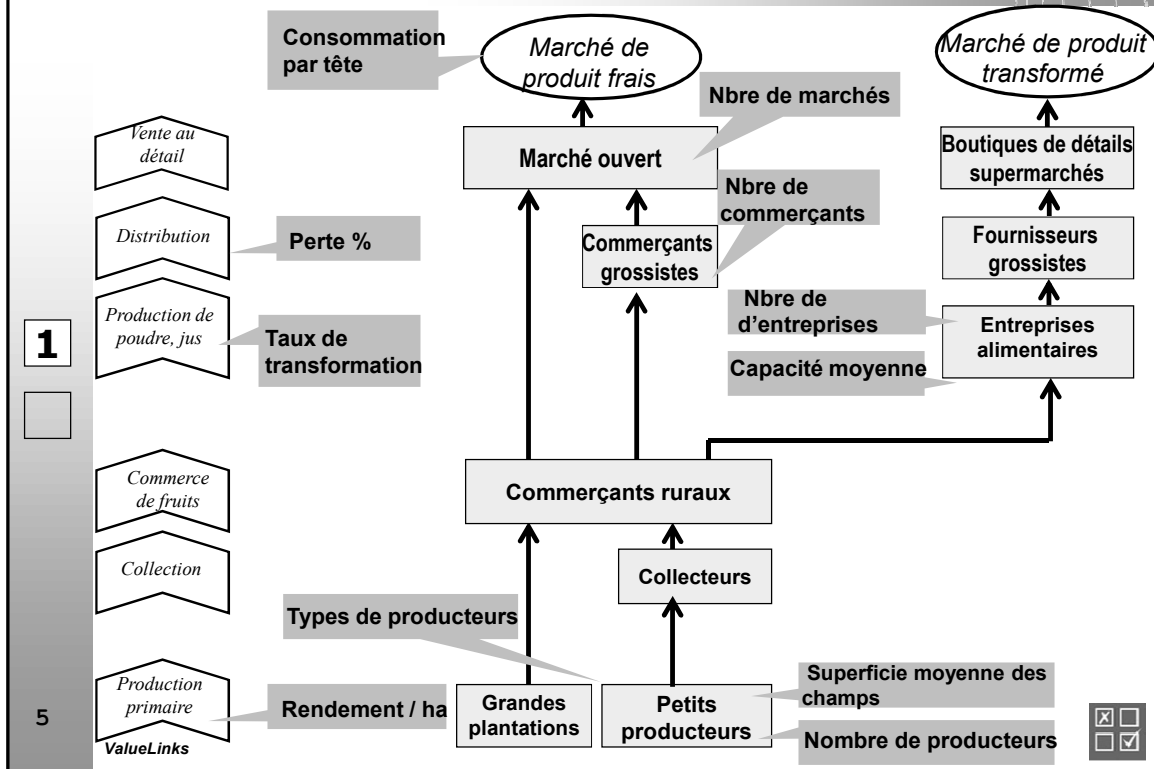 Consommation
par tête
Marché de
produit frais
Marché de produit
transformé
Nbre de marchés
Vente au
détail
Marché ouvert
Boutiques de détails
supermarchés
Nbre de
commerçants
Distribution
Perte %
Commerçants
grossistes
Fournisseurs
grossistes
Production de
poudre, jus
Taux de
transformation
Nbre de
d’entreprises
Entreprises
alimentaires
Capacité moyenne
1
Commerce
de fruits
Commerçants ruraux
Collection
Collecteurs
Types de producteurs
Production
primaire
Rendement / ha
Grandes
plantations
Petits
producteurs
Superficie moyenne des
champs
Nombre de producteurs
5
ValueLinks